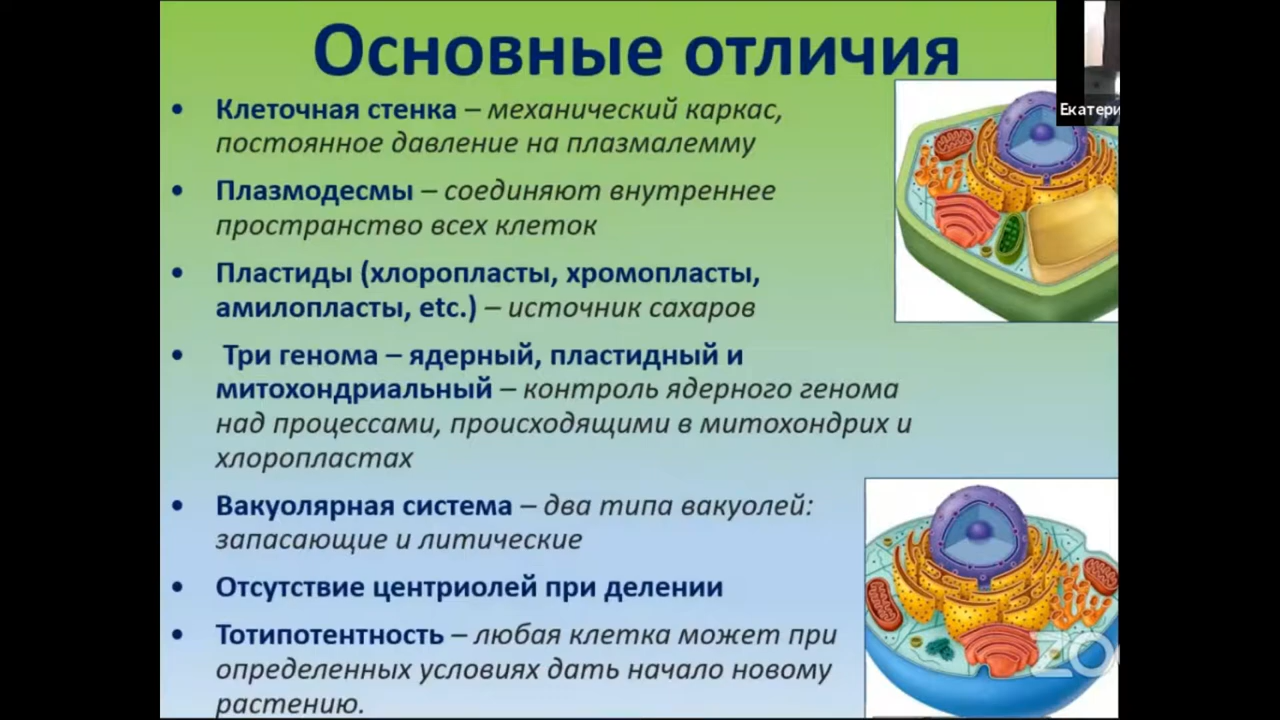 Основные отличия
Екатери
• Клеточная стенка – механический каркас,
постоянное давление на плазмалемму
• Плазмодесмы – соединяют внутреннее
пространство всех клеток
• Пластиды (хлоропласты, хромопласты,
амилопласты, etc.) – источник сахаров
• Три генома – ядерный, пластидный и
митохондриальный – контроль ядерного генома
над процессами, происходящими в митохондрих и
хлоропластах
• Вакуолярная система – два типа вакуолей:
запасающие и литические
• Отсутствие центриолей при делении
• Тотипотентность – любая клетка может при
определенных условиях дать начало новому
растению.
ZO